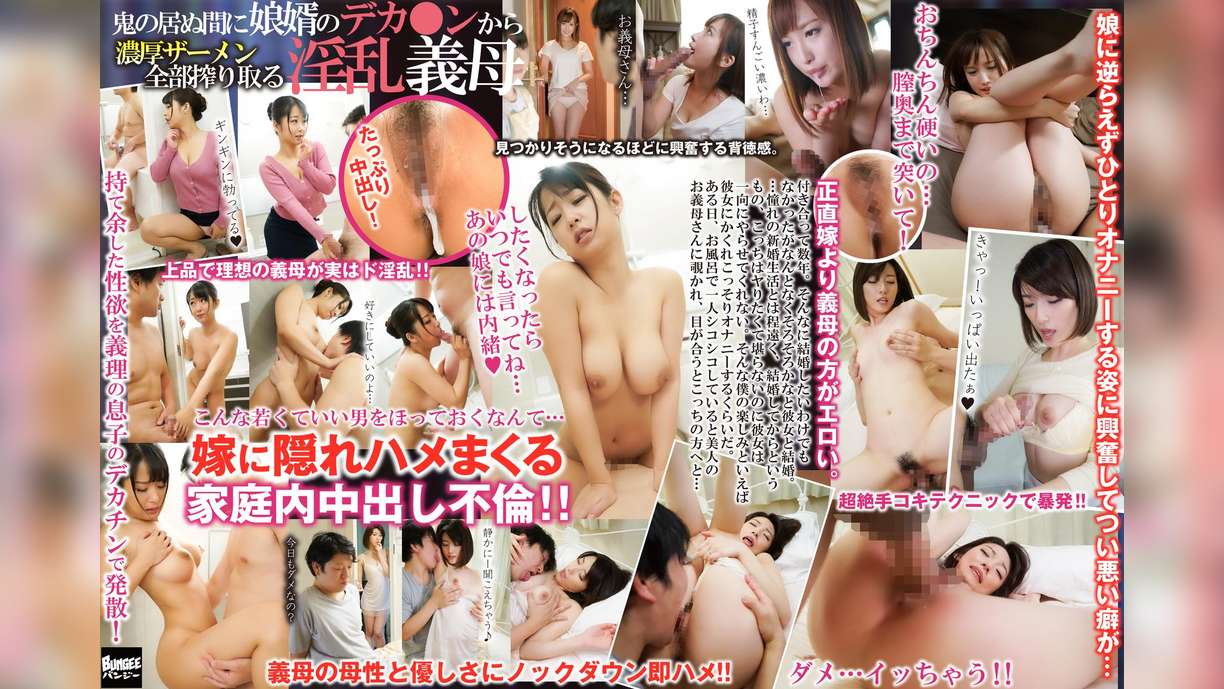 鬼の居ぬ間に娘婿のデカ●ンから
濃厚ザーメン
全部搾り取る
淫乱義母
ギンギンに勃ってる♥
たっぷり
中出し!
上品で理想の義母が実はド淫乱!!
持て余した性欲を義理の息子のデカチンで発散!
好きにしていいのよ…
お義母さん…
精子すんごい濃いわ…
見つかりそうになるほどに興奮する背徳感。
おちんちん硬いの…
膣奥まで突いて!
娘に逆らえずひとりオナニーする姿に興奮してつい悪い癖が…
したくなったら
いつでも言ってね…
あの娘には内緒♥
正直嫁より義母の方がエロい。
付き合って数年。そんなに結婚したいわけでも
なかったがなんとなくそろそろかなと彼女と結婚。
…憧れの新婚生活とは程遠く、結婚してからという
もの、こっちはヤりたくて堪らないのに彼女は、
一向にやらせてくれない。そんな僕の楽しみといえば
彼女にかくれこっそりオナニーするぐらいだ。
ある日、お風呂で一人シコシコしていると美人の
お義母さんに覗かれ、目が合うとこっちの方へと…
きゃっ!いっぱい出たぁ♥
超絶手コキテクニックで暴発!!
こんな若くていい男をほっておくなんて…
嫁に隠れハメまくる
家庭内中出し不倫!!
今日もダメなの?
静かに…聞こえちゃう♪
義母の母性と優しさにノックダウン即ハメ!!
ダメ…イッちゃう!!
BUNGEE
バンジー